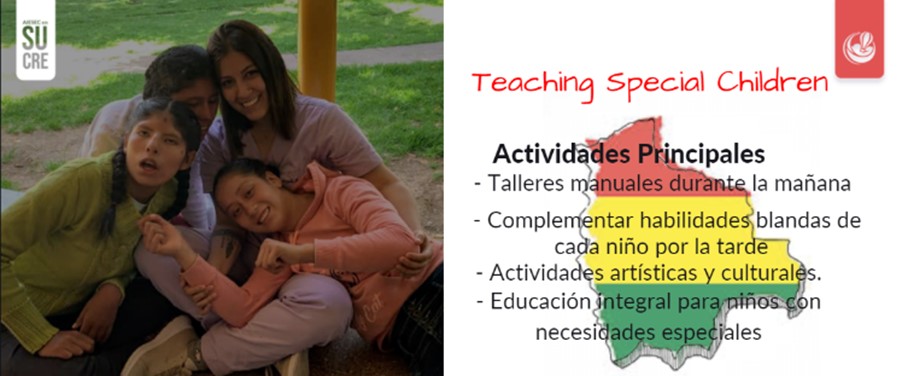 AIESEC en
SU
CRE
Teaching Special Children
Actividades Principales
- Talleres manuales durante la mañana
- Complementar habilidades blandas de
cada niño por la tarde
- Actividades artísticas y culturales.
- Educación integral para niños con
necesidades especiales